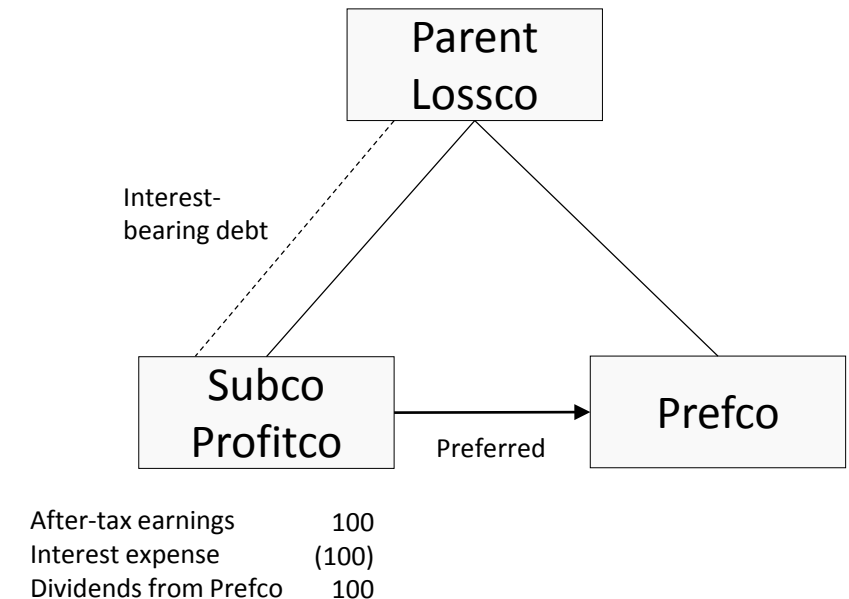 Parent
Lossco
Interest-
bearing debt
Subco
Profitco
Preferred
Prefco
After-tax earnings 100
Interest expense (100)
Dividends from Prefco 100